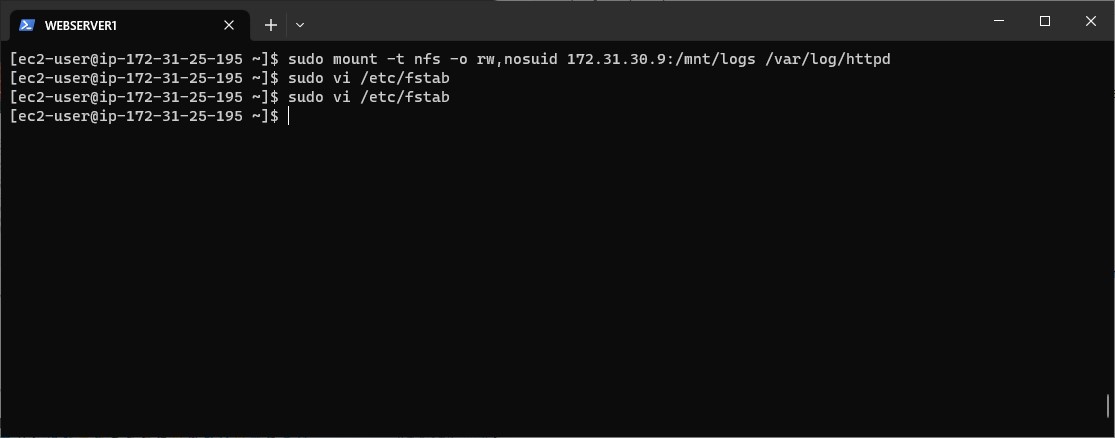 WEBSERVER1
[ec2-user@ip-172-31-25-195 ~]$ sudo mount -t nfs -o rw,nosuid 172.31.30.9:/mnt/logs /var/log/httpd
[ec2-user@ip-172-31-25-195 ~]$ sudo vi /etc/fstab
[ec2-user@ip-172-31-25-195 ~]$ sudo vi /etc/fstab
[ec2-user@ip-172-31-25-195 ~]$